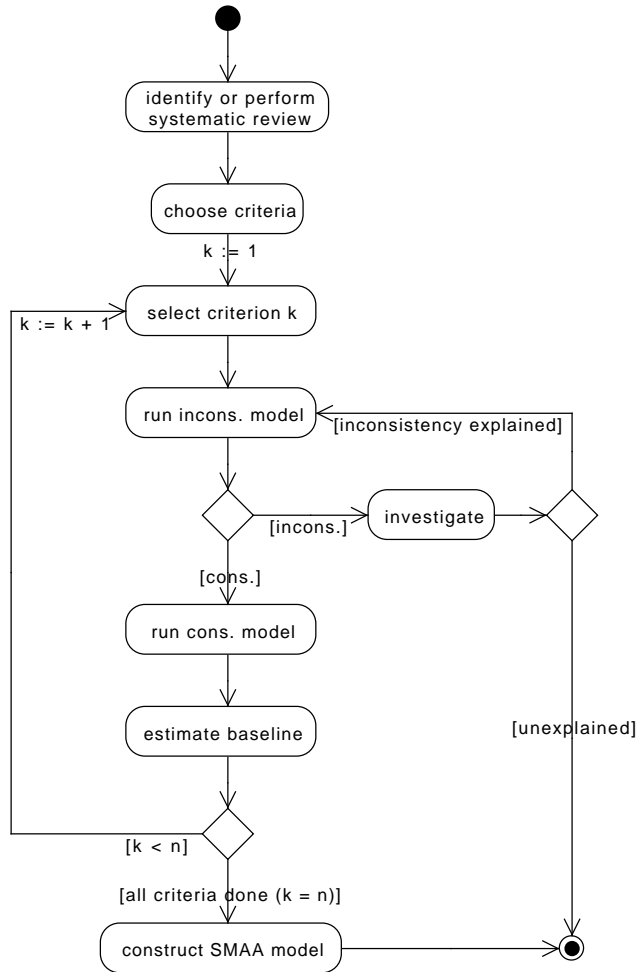 identify or perform
systematic review
choose criteria
k := 1
select criterion k
k := k + 1
run incons. model
[inconsistency explained]
investigate
[incons.]
[cons.]
run cons. model
estimate baseline
[unexplained]
[k < n]
[all criteria done (k = n)]
construct SMAA model